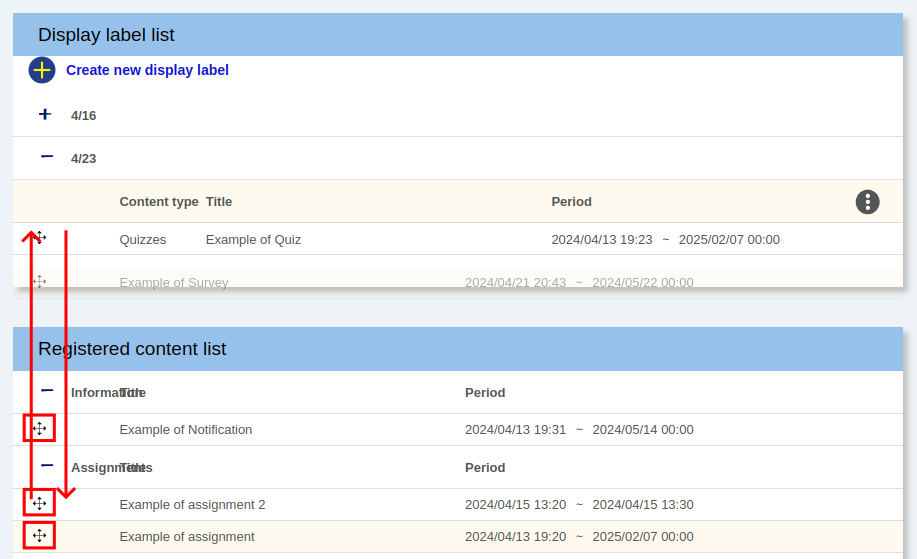 Display label list
Create new display label
4/16
4/23
Content type Title Period
Quizzes Example of Quiz 2024/04/13 19:23 ~ 2025/02/07 00:00
Example of Survey 2024/04/21 20:43 ~ 2024/05/22 00:00
Registered content list
Information Title Period
Example of Notification 2024/04/13 19:31 ~ 2024/05/14 00:00
Assignments Title Period
Example of assignment 2 2024/04/15 13:20 ~ 2024/04/15 13:30
Example of assignment 2024/04/13 19:20 ~ 2025/02/07 00:00